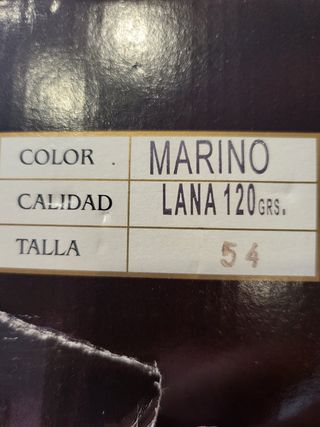 COLOR . MARINO
CALIDAD LANA 120 GRS.
TALLA 54